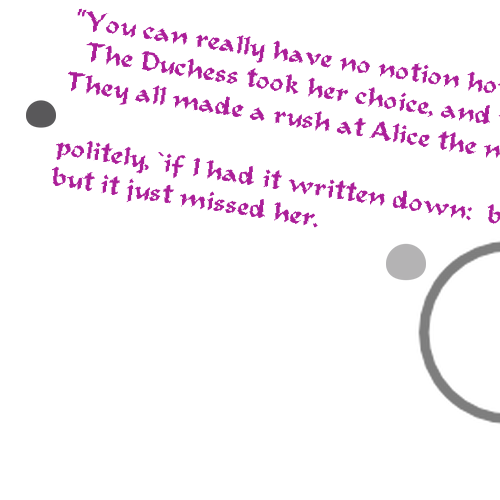 "You can really have no notion
The Duchess took her choice, and
They all made a rush at Alice the
politely, `if I had it written down:
but it just missed her.